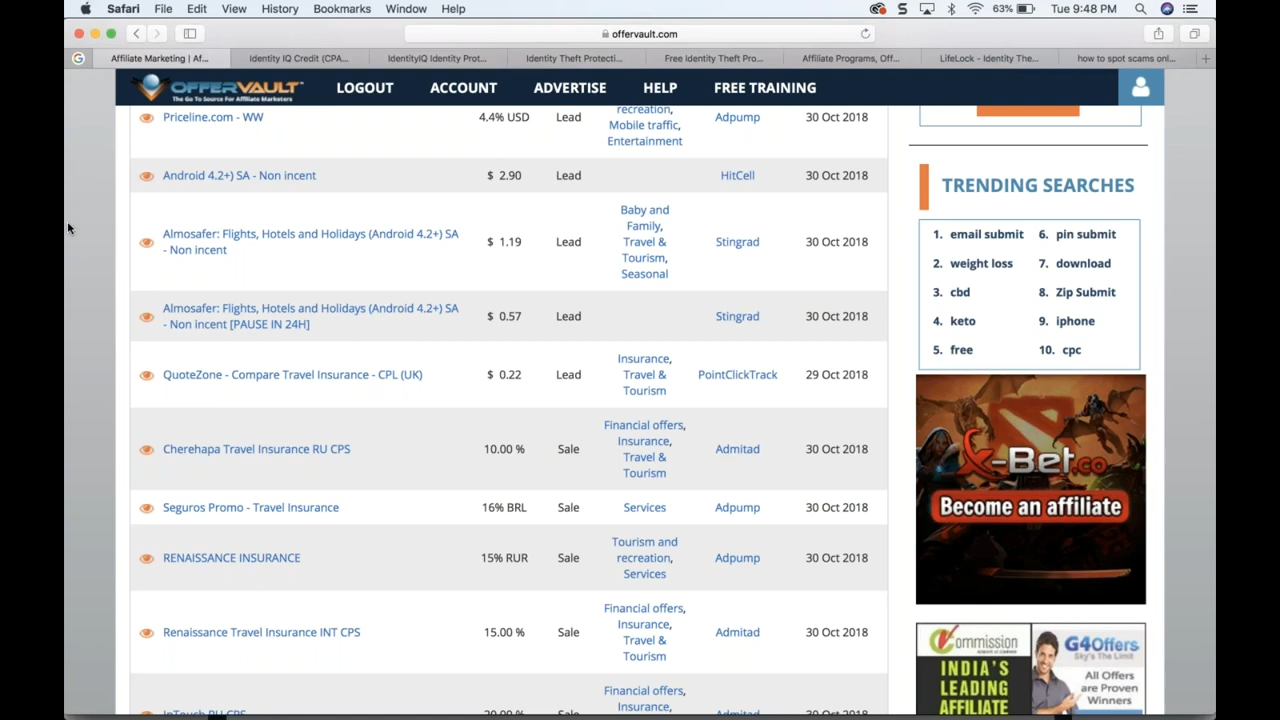 Safari File Edit View History Bookmarks Window Help 63% Tue 9:48 PM
offervault.com
Affiliate Marketing | Af... Identity IQ Credit (CPA... IdentityIQ Identity Prot... Identity Theft Protecti... Free Identity Theft Pro... Affiliate Programs, Off... LifeLock - Identity The... how to spot scams onl...
OFFERVAULT
The Go To Source For Affiliate Marketers
LOGOUT ACCOUNT ADVERTISE HELP FREE TRAINING
Priceline.com - WW 4.4% USD Lead recreation, Mobile traffic, Entertainment Adpump 30 Oct 2018
Android 4.2+) SA - Non incent $ 2.90 Lead HitCell 30 Oct 2018
Almosafer: Flights, Hotels and Holidays (Android 4.2+) SA
- Non incent $ 1.19 Lead Baby and Family, Travel & Tourism, Seasonal Stingrad 30 Oct 2018
Almosafer: Flights, Hotels and Holidays (Android 4.2+) SA
- Non incent [PAUSE IN 24H] $ 0.57 Lead Stingrad 30 Oct 2018
QuoteZone - Compare Travel Insurance - CPL (UK) $ 0.22 Lead Insurance, Travel & Tourism PointClickTrack 29 Oct 2018
Cherehapa Travel Insurance RU CPS 10.00 % Sale Financial offers, Insurance, Travel & Tourism Admitad 30 Oct 2018
Seguros Promo - Travel Insurance 16% BRL Sale Services Adpump 30 Oct 2018
RENAISSANCE INSURANCE 15% RUR Sale Tourism and recreation, Services Adpump 30 Oct 2018
Renaissance Travel Insurance INT CPS 15.00 % Sale Financial offers, Insurance, Travel & Tourism Admitad 30 Oct 2018
Financial offers,
Insurance,
InTouch RU CPS Sale Admitad 30 Oct 2018
TRENDING SEARCHES
1. email submit 6. pin submit
2. weight loss 7. download
3. cbd 8. Zip Submit
4. keto 9. iphone
5. free 10. cpc
X-Bet.co
Become an affiliate
Commission
INDIA'S
LEADING
AFFILIATE
G4Offers
Sky's The Limit
All Offers
are Proven
Winners